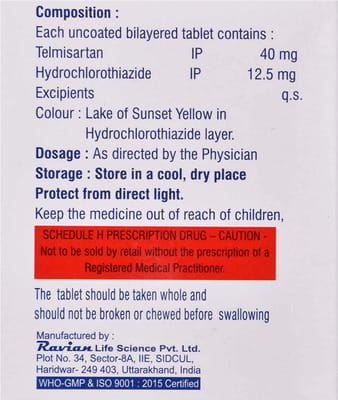 Composition :
Each uncoated bilayered tablet contains :
Telmisartan IP 40 mg
Hydrochlorothiazide IP 12.5 mg
Excipients q.s.
Colour : Lake of Sunset Yellow in
Hydrochlorothiazide layer.
Dosage : As directed by the Physician
Storage : Store in a cool, dry place
Protect from direct light.
Keep the medicine out of reach of children,
SCHEDULE H PRESCRIPTION DRUG – CAUTION -
Not to be sold by retail without the prescription of a
Registered Medical Practitioner.
The tablet should be taken whole and
should not be broken or chewed before swallowing
Manufactured by :
Ravian Life Science Pvt. Ltd.
Plot No. 34, Sector-8A, IIE, SIDCUL,
Haridwar- 249 403, Uttarakhand, India
WHO-GMP & ISO 9001 : 2015 Certified